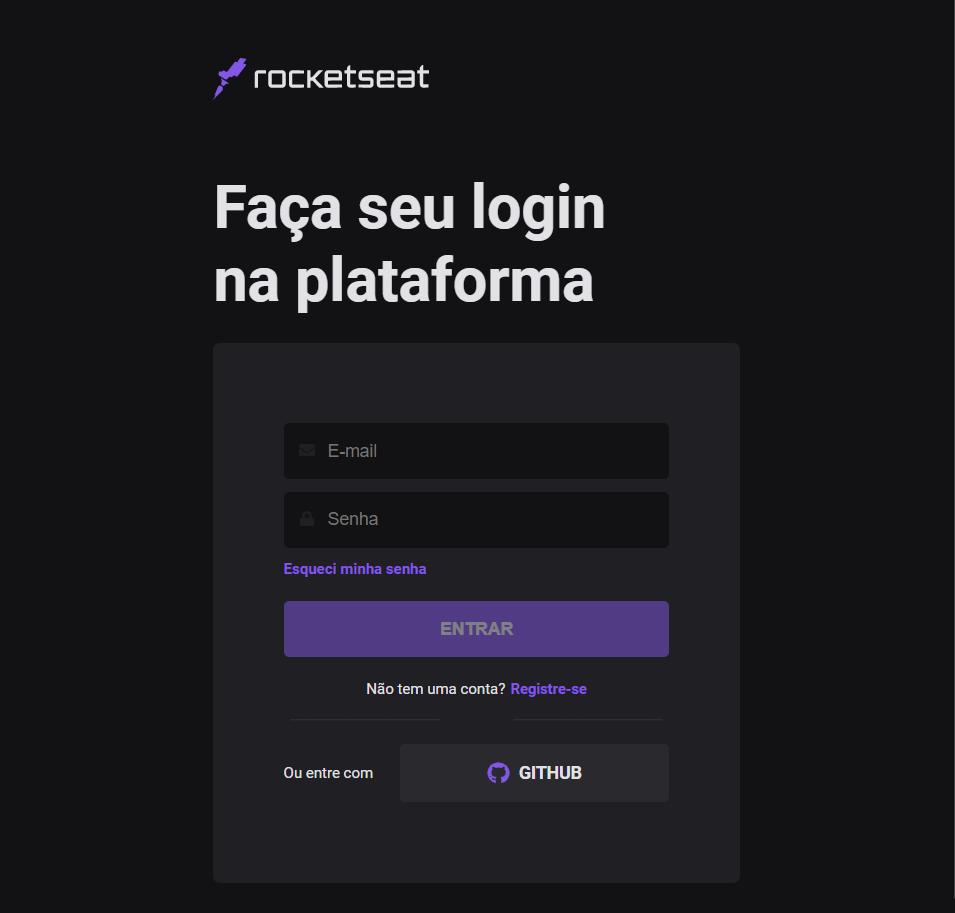 rocketseat
Faça seu login
na plataforma
E-mail
Senha
Esqueci minha senha
ENTRAR
Não tem uma conta? Registre-se
Ou entre com
GITHUB